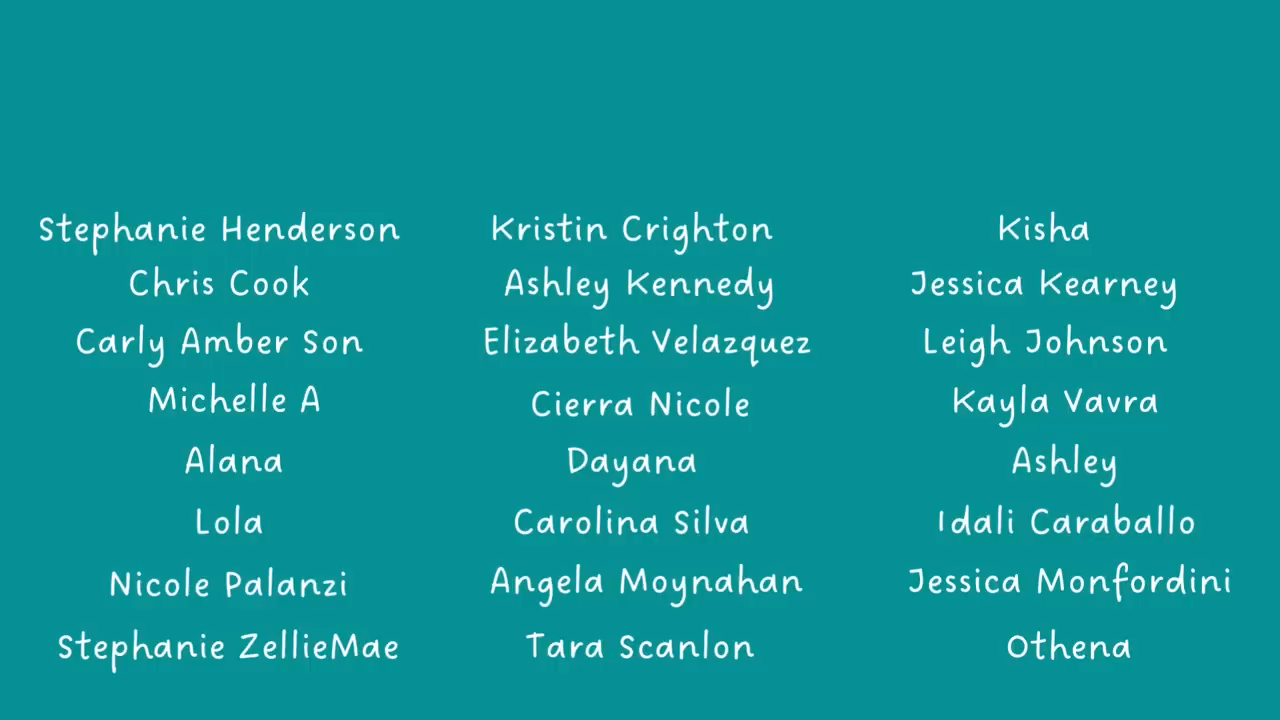 Stephanie Henderson Kristin Crighton Kisha
Chris Cook Ashley Kennedy Jessica Kearney
Carly Amber Son Elizabeth Velazquez Leigh Johnson
Michelle A Cierra Nicole Kayla Vavra
Alana Dayana Ashley
Lola Carolina Silva Idali Caraballo
Nicole Palanzi Angela Moynahan Jessica Monfordini
Stephanie ZellieMae Tara Scanlon Othena